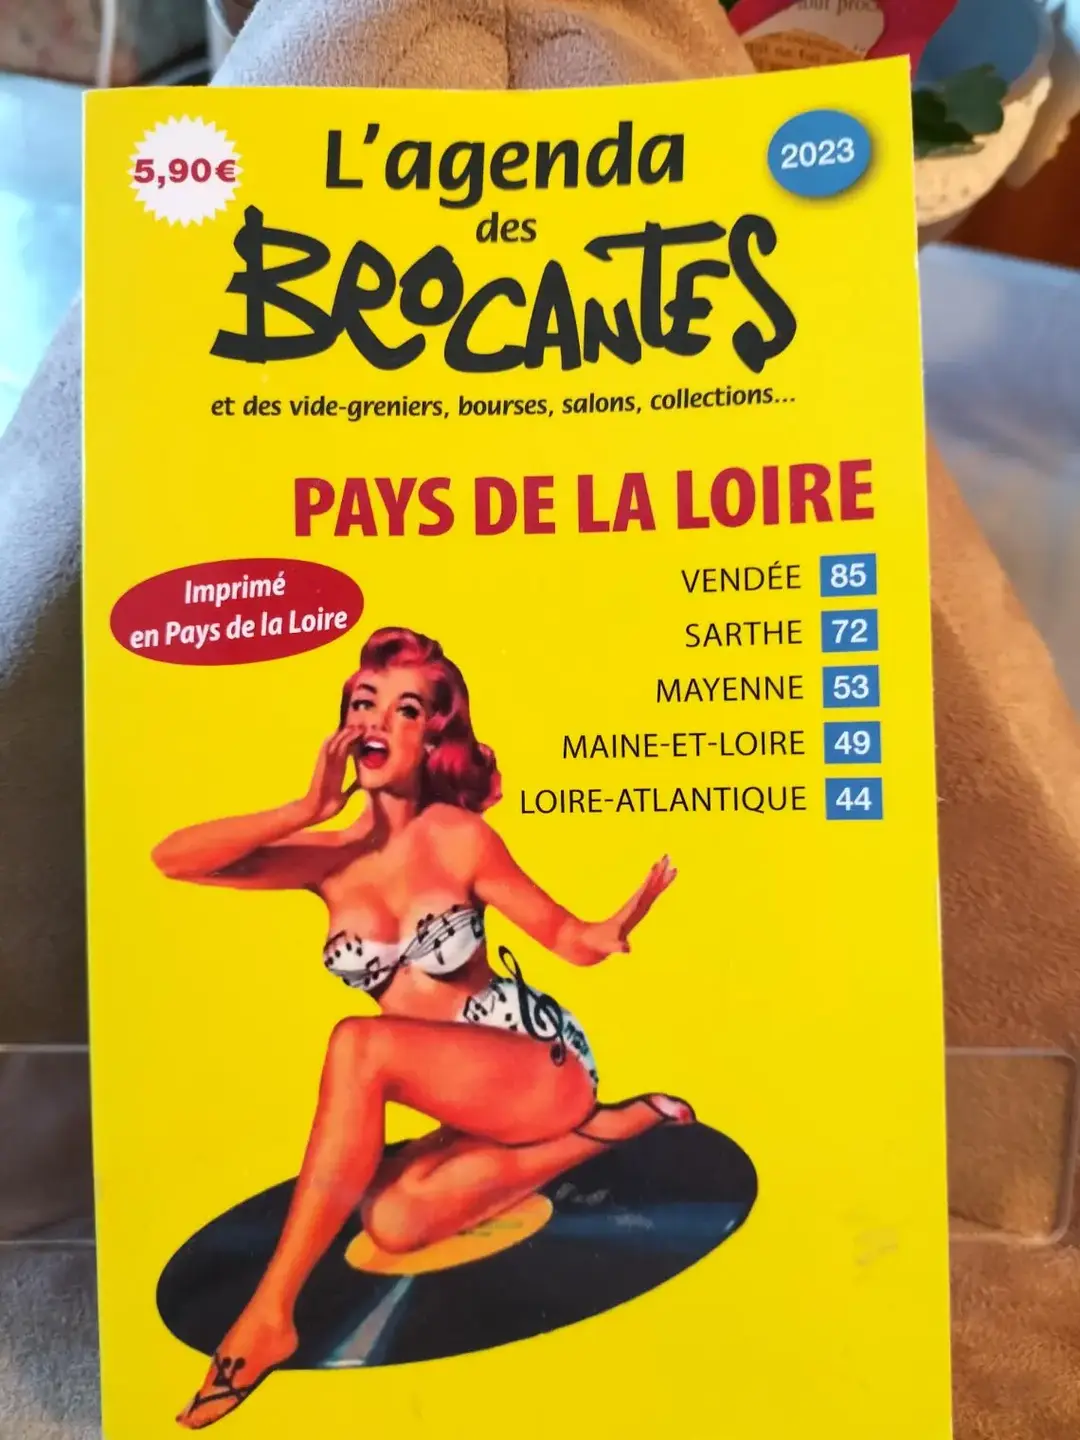 5,90€
L'agenda
2023
des
BROCANTES
et des vide-greniers, bourses, salons, collections...
PAYS DE LA LOIRE
Imprimé
en Pays de la Loire
VENDÉE 85
SARTHE 72
MAYENNE 53
MAINE-ET-LOIRE 49
LOIRE-ATLANTIQUE 44